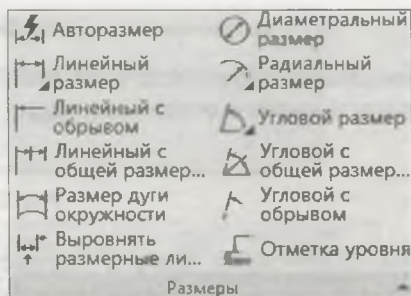 Авторазмер
Диаметральный
размер
Линейный
размер
Радиальный
размер
Линейный с
обрывом
Угловой размер
Линейный с
общей размер...
Угловой с
общей размер...
Размер дуги
окружности
Угловой с
обрывом
Выровнять
размерные ли...
Отметка уровня
Размеры